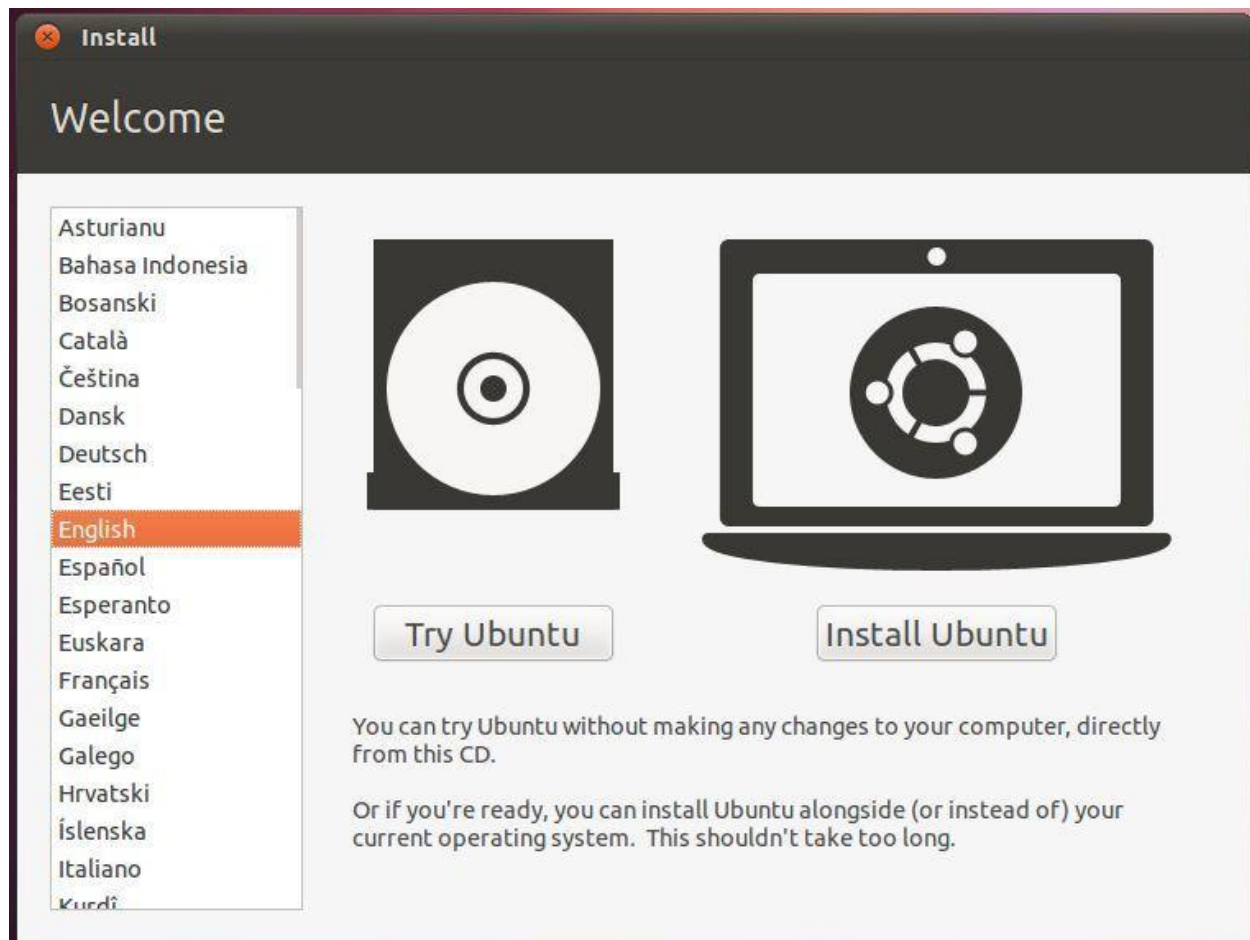 Install
Welcome
Asturianu
Bahasa Indonesia
Bosanski
Català
Čeština
Dansk
Deutsch
Eesti
English
Español
Esperanto
Euskara
Français
Gaeilge
Galego
Hrvatski
Íslenska
Italiano
Kurdî
Try Ubuntu
Install Ubuntu
You can try Ubuntu without making any changes to your computer, directly
from this CD.
Or if you're ready, you can install Ubuntu alongside (or instead of) your
current operating system. This shouldn't take too long.